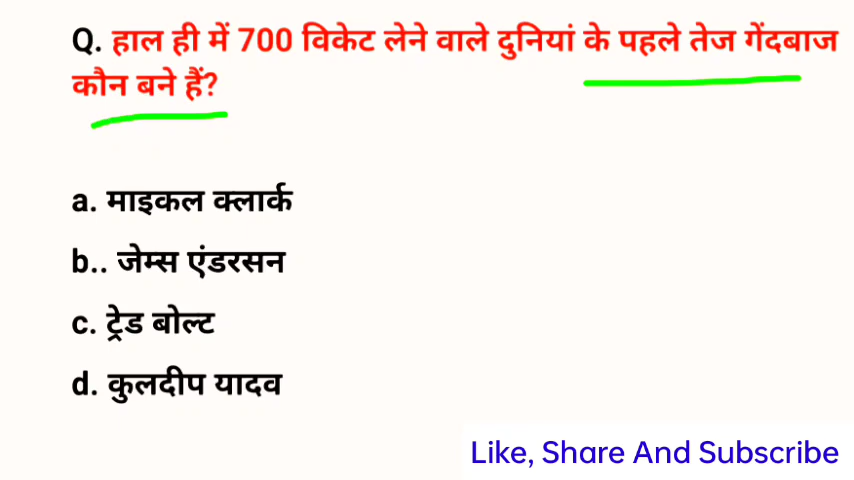 Q. हाल ही में 700 विकेट लेने वाले दुनियां के पहले तेज गेंदबाज
कौन बने हैं?
a. माइकल क्लार्क
b.. जेम्स एंडरसन
c. ट्रेड बोल्ट
d. कुलदीप यादव
Like, Share And Subscribe